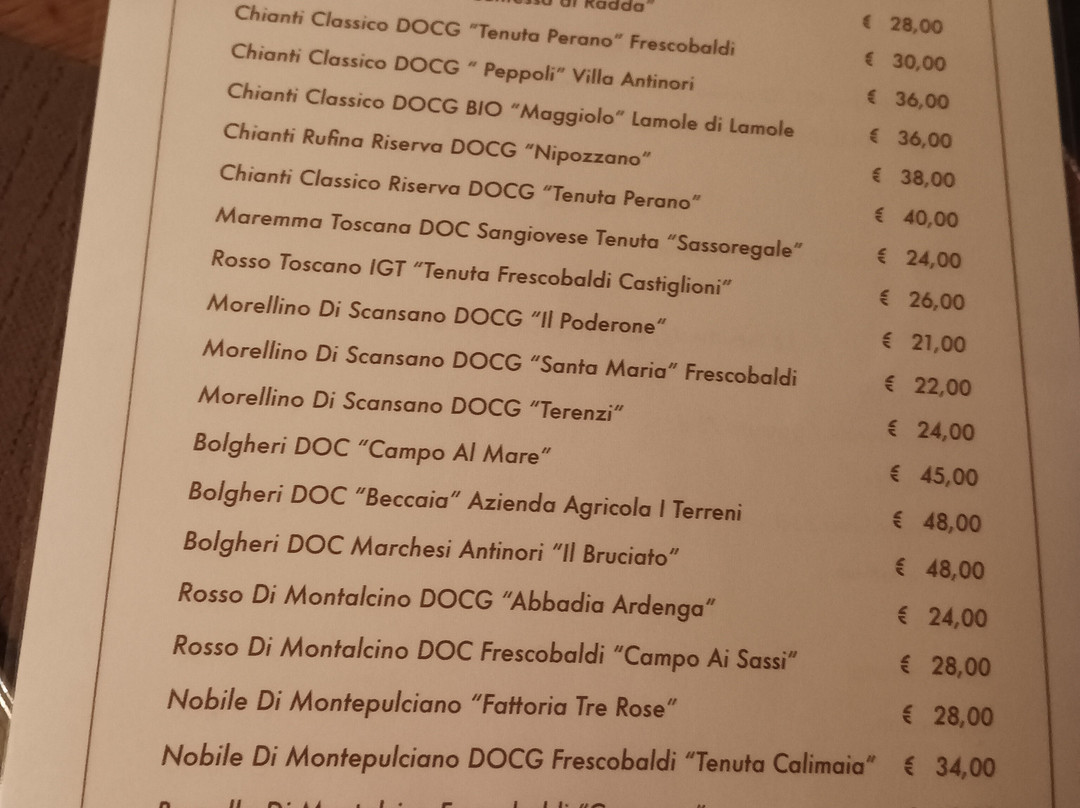 di Radda" € 28,00
Chianti Classico DOCG "Tenuta Perano" Frescobaldi € 30,00
Chianti Classico DOCG " Peppoli" Villa Antinori € 36,00
Chianti Classico DOCG BIO "Maggiolo" Lamole di Lamole € 36,00
Chianti Rufina Riserva DOCG "Nipozzano" € 38,00
Chianti Classico Riserva DOCG "Tenuta Perano" € 40,00
Maremma Toscana DOC Sangiovese Tenuta "Sassoregale" € 24,00
Rosso Toscano IGT "Tenuta Frescobaldi Castiglioni" € 26,00
Morellino Di Scansano DOCG "Il Poderone" € 21,00
Morellino Di Scansano DOCG "Santa Maria" Frescobaldi € 22,00
Morellino Di Scansano DOCG "Terenzi" € 24,00
Bolgheri DOC "Campo Al Mare" € 45,00
Bolgheri DOC "Beccaia" Azienda Agricola I Terreni € 48,00
Bolgheri DOC Marchesi Antinori "Il Bruciato" € 48,00
Rosso Di Montalcino DOCG "Abbadia Ardenga" € 24,00
Rosso Di Montalcino DOC Frescobaldi "Campo Ai Sassi" € 28,00
Nobile Di Montepulciano "Fattoria Tre Rose" € 28,00
Nobile Di Montepulciano DOCG Frescobaldi "Tenuta Calimaia" € 34,00